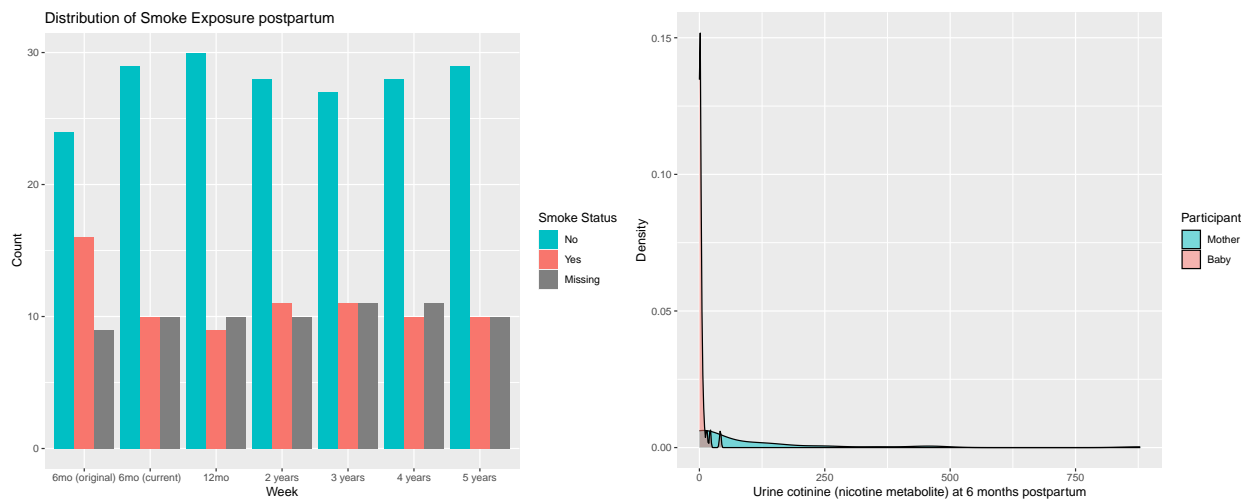 Distribution of Smoke Exposure postpartum
Count
30
20
10
0
6mo (original) 6mo (current) 12mo 2 years 3 years 4 years 5 years
Week
Smoke Status
No
Yes
Missing
Density
0.15
0.10
0.05
0.00
0 250 500 750
Urine cotinine (nicotine metabolite) at 6 months postpartum
Participant
Mother
Baby